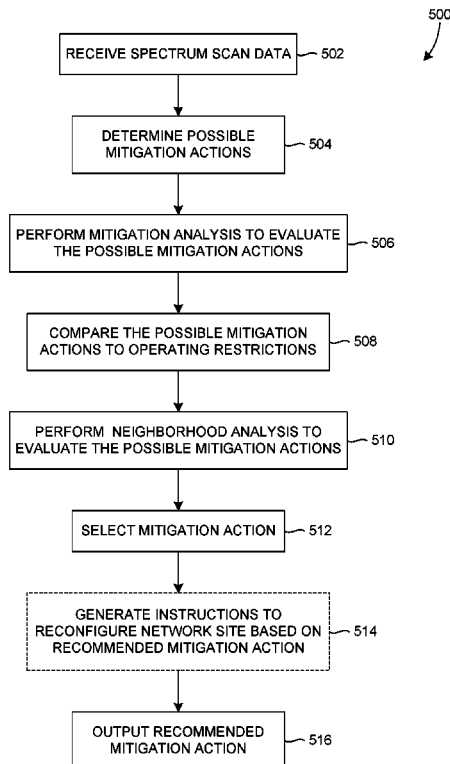 500
RECEIVE SPECTRUM SCAN DATA
502
DETERMINE POSSIBLE
MITIGATION ACTIONS
504
PERFORM MITIGATION ANALYSIS TO EVALUATE
THE POSSIBLE MITIGATION ACTIONS
506
COMPARE THE POSSIBLE MITIGATION
ACTIONS TO OPERATING RESTRICTIONS
508
PERFORM NEIGHBORHOOD ANALYSIS TO
EVALUATE THE POSSIBLE MITIGATION ACTIONS
510
SELECT MITIGATION ACTION
512
GENERATE INSTRUCTIONS TO
RECONFIGURE NETWORK SITE BASED ON
RECOMMENDED MITIGATION ACTION
514
OUTPUT RECOMMENDED
MITIGATION ACTION
516